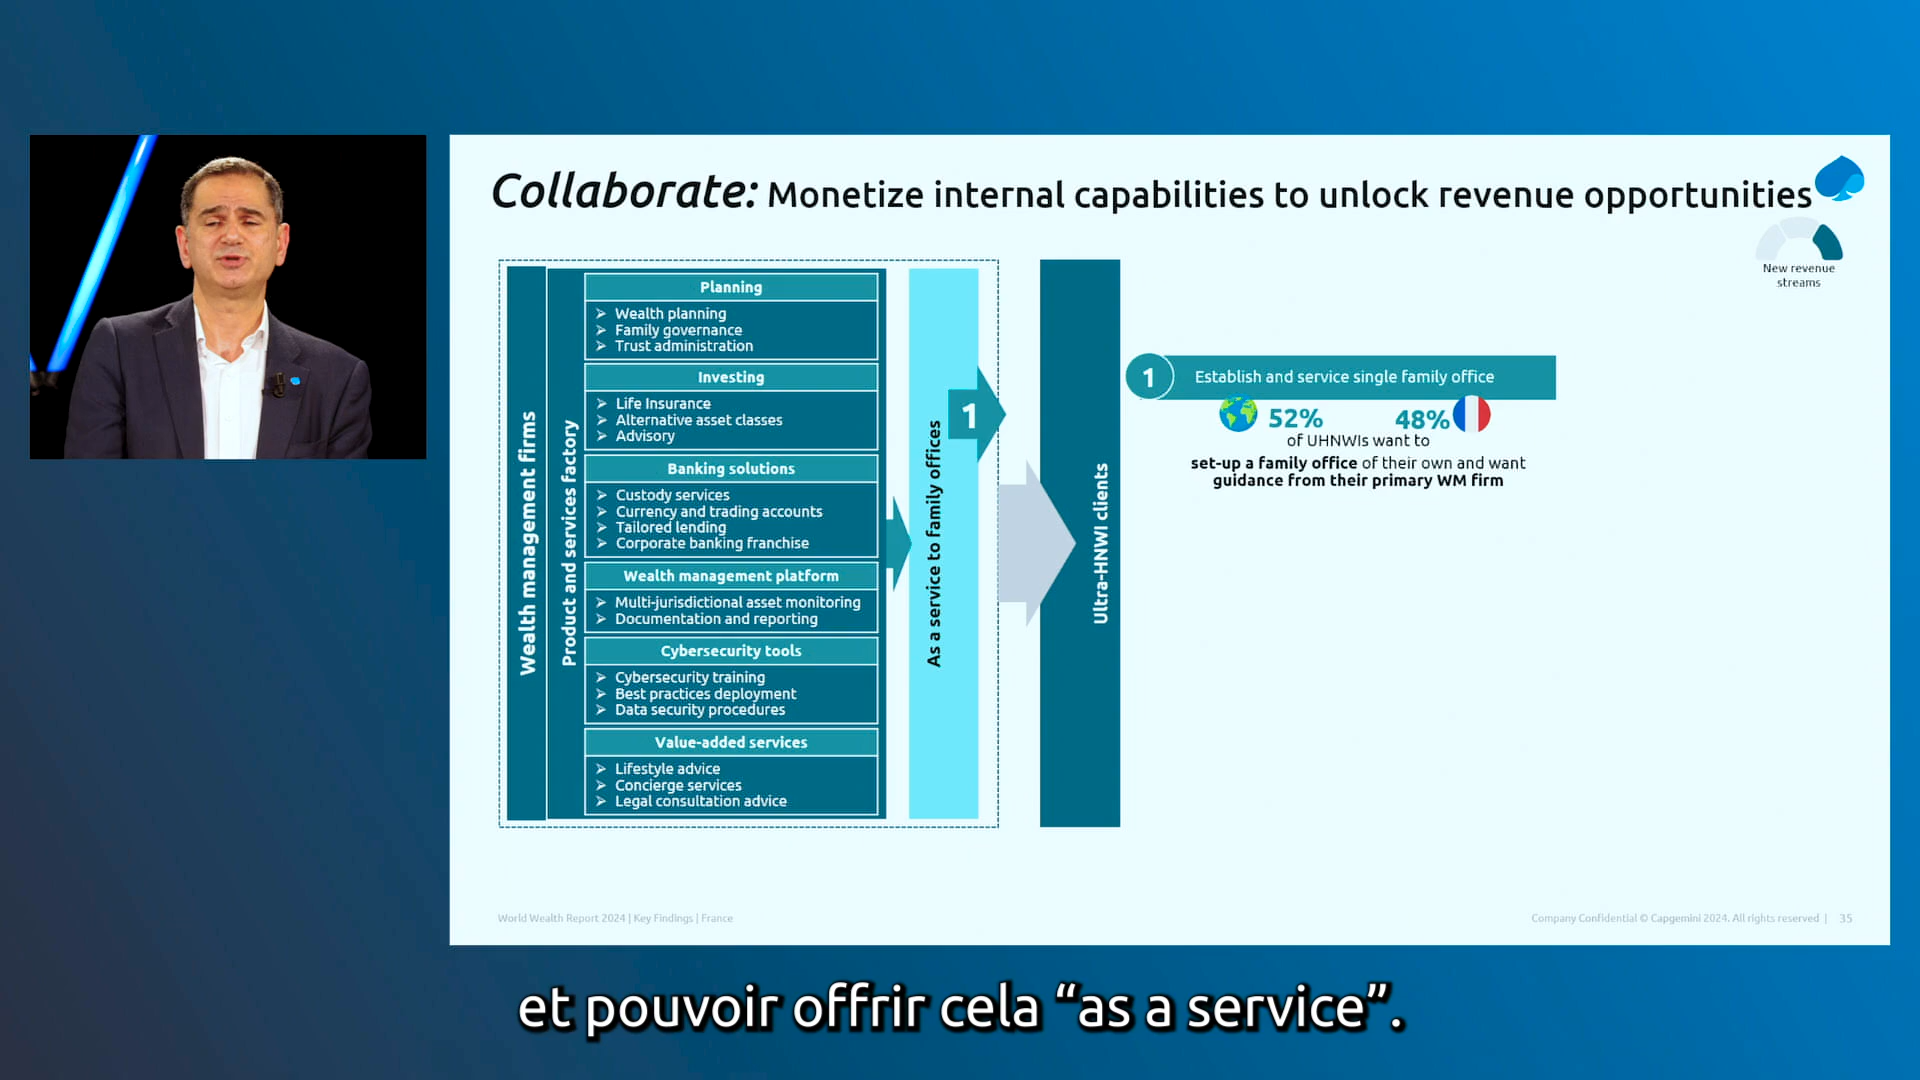 Collaborate: Monetize internal capabilities to unlock revenue opportunities
New revenue
streams
Wealth management firms
Product and services factory
Planning
Wealth planning
Family governance
Trust administration
Investing
Life Insurance
Alternative asset classes
Advisory
Banking solutions
Custody services
Currency and trading accounts
Tailored lending
Corporate banking franchise
Wealth management platform
Multi-jurisdictional asset monitoring
Documentation and reporting
Cybersecurity tools
Cybersecurity training
Best practices deployment
Data security procedures
Value-added services
Lifestyle advice
Concierge services
Legal consultation advice
As a service to family offices
1
Ultra-HNWI clients
1 Establish and service single family office
52% 48%
of UHNWIs want to
set-up a family office of their own and want
guidance from their primary WM firm
World Wealth Report 2024 | Key Findings | France
Company Confidential © Capgemini 2024. All rights reserved | 35
et pouvoir offrir cela “as a service”.